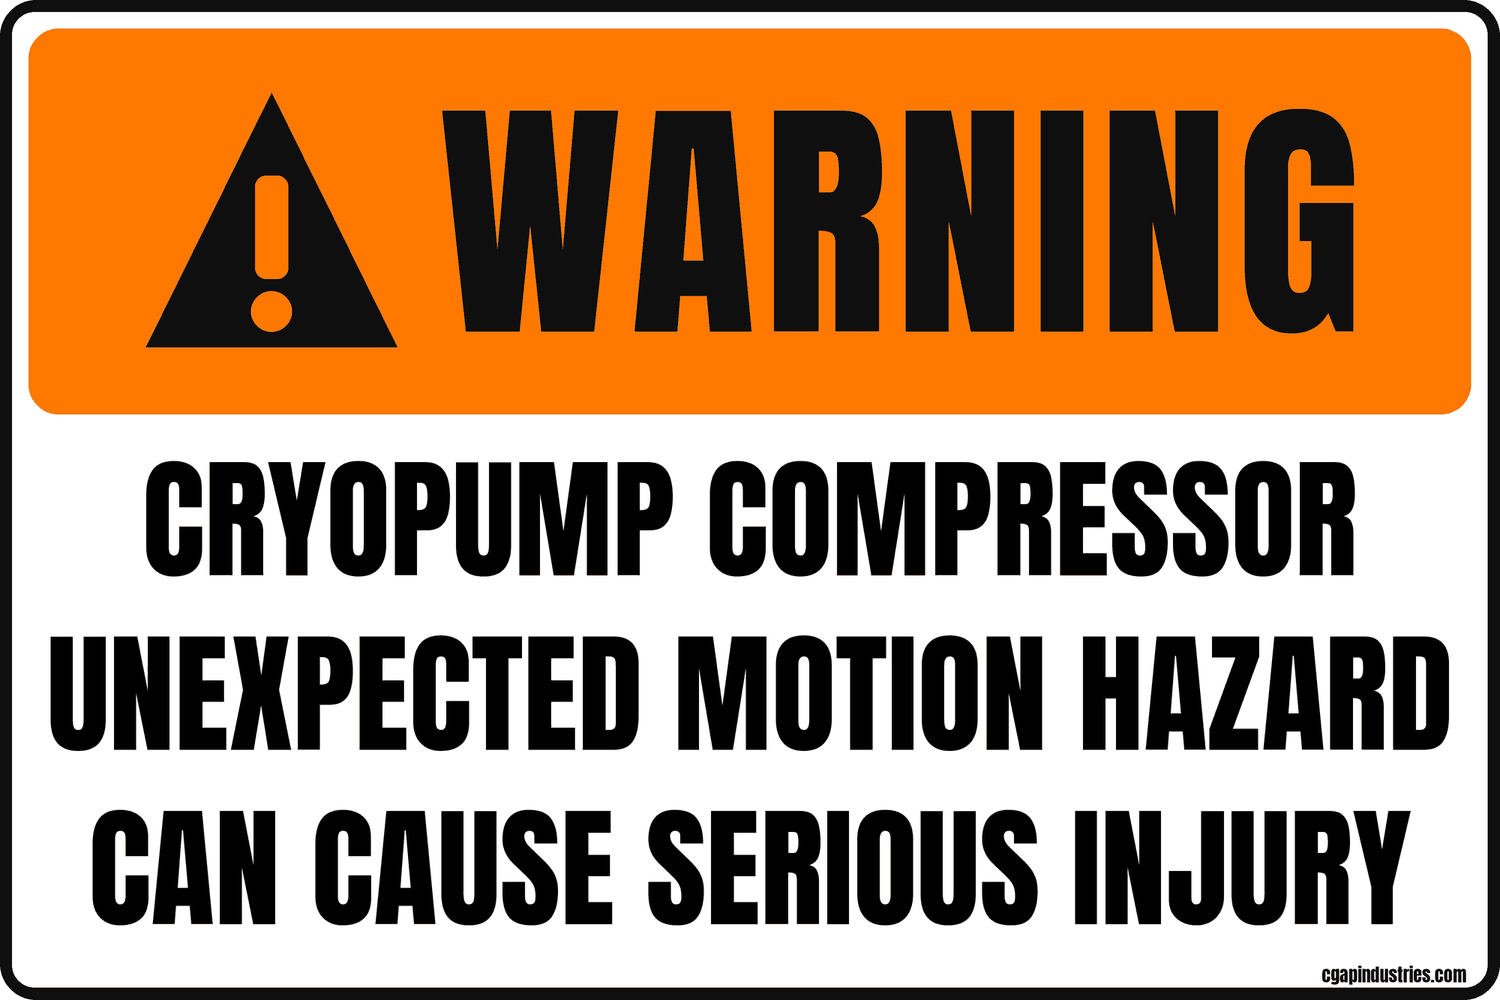 WARNING
CRYOPUMP COMPRESSOR
UNEXPECTED MOTION HAZARD
CAN CAUSE SERIOUS INJURY
cgapindustries.com